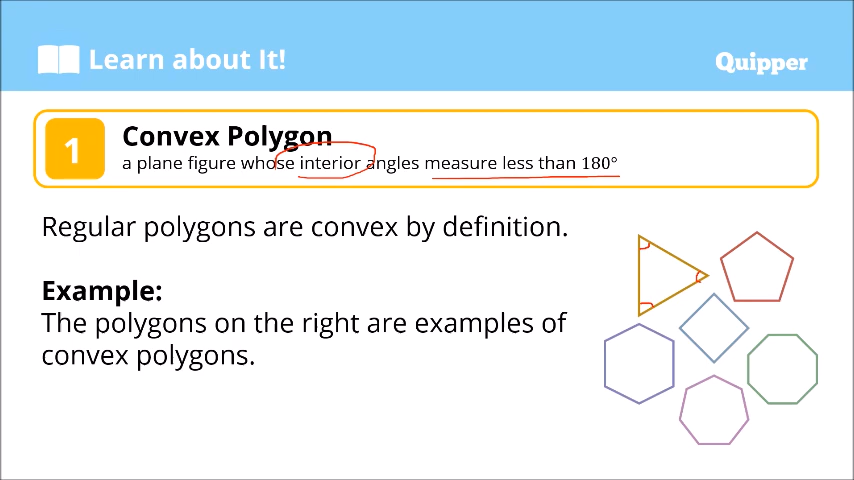 Learn about It!
Quipper
1
Convex Polygon
a plane figure whose interior angles measure less than 180°
Regular polygons are convex by definition.
Example:
The polygons on the right are examples of
convex polygons.